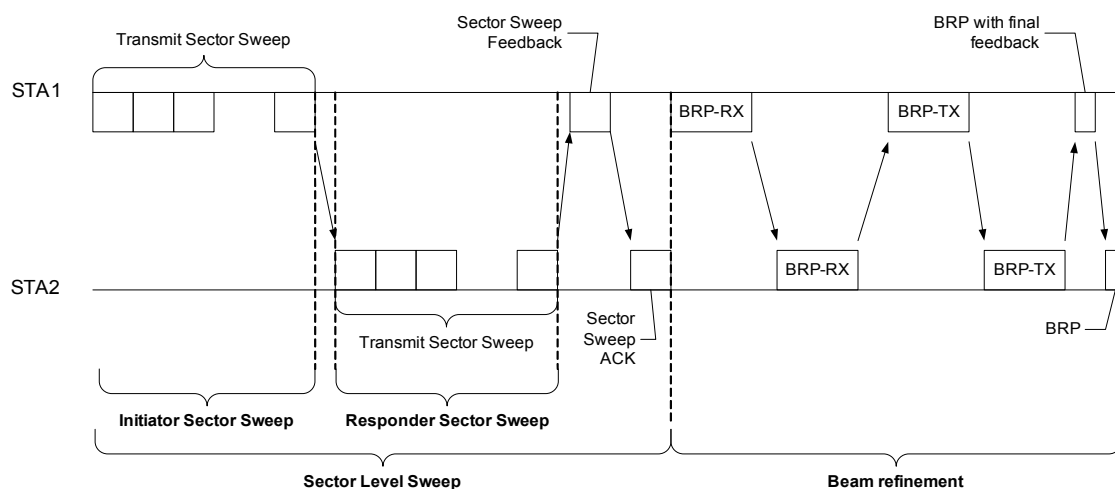 Transmit Sector Sweep
Sector Sweep
Feedback
BRP with final
feedback
STA1
BRP-RX
BRP-TX
BRP-RX
BRP-TX
STA2
Transmit Sector Sweep
Sector
Sweep
ACK
BRP
Initiator Sector Sweep
Responder Sector Sweep
Sector Level Sweep
Beam refinement